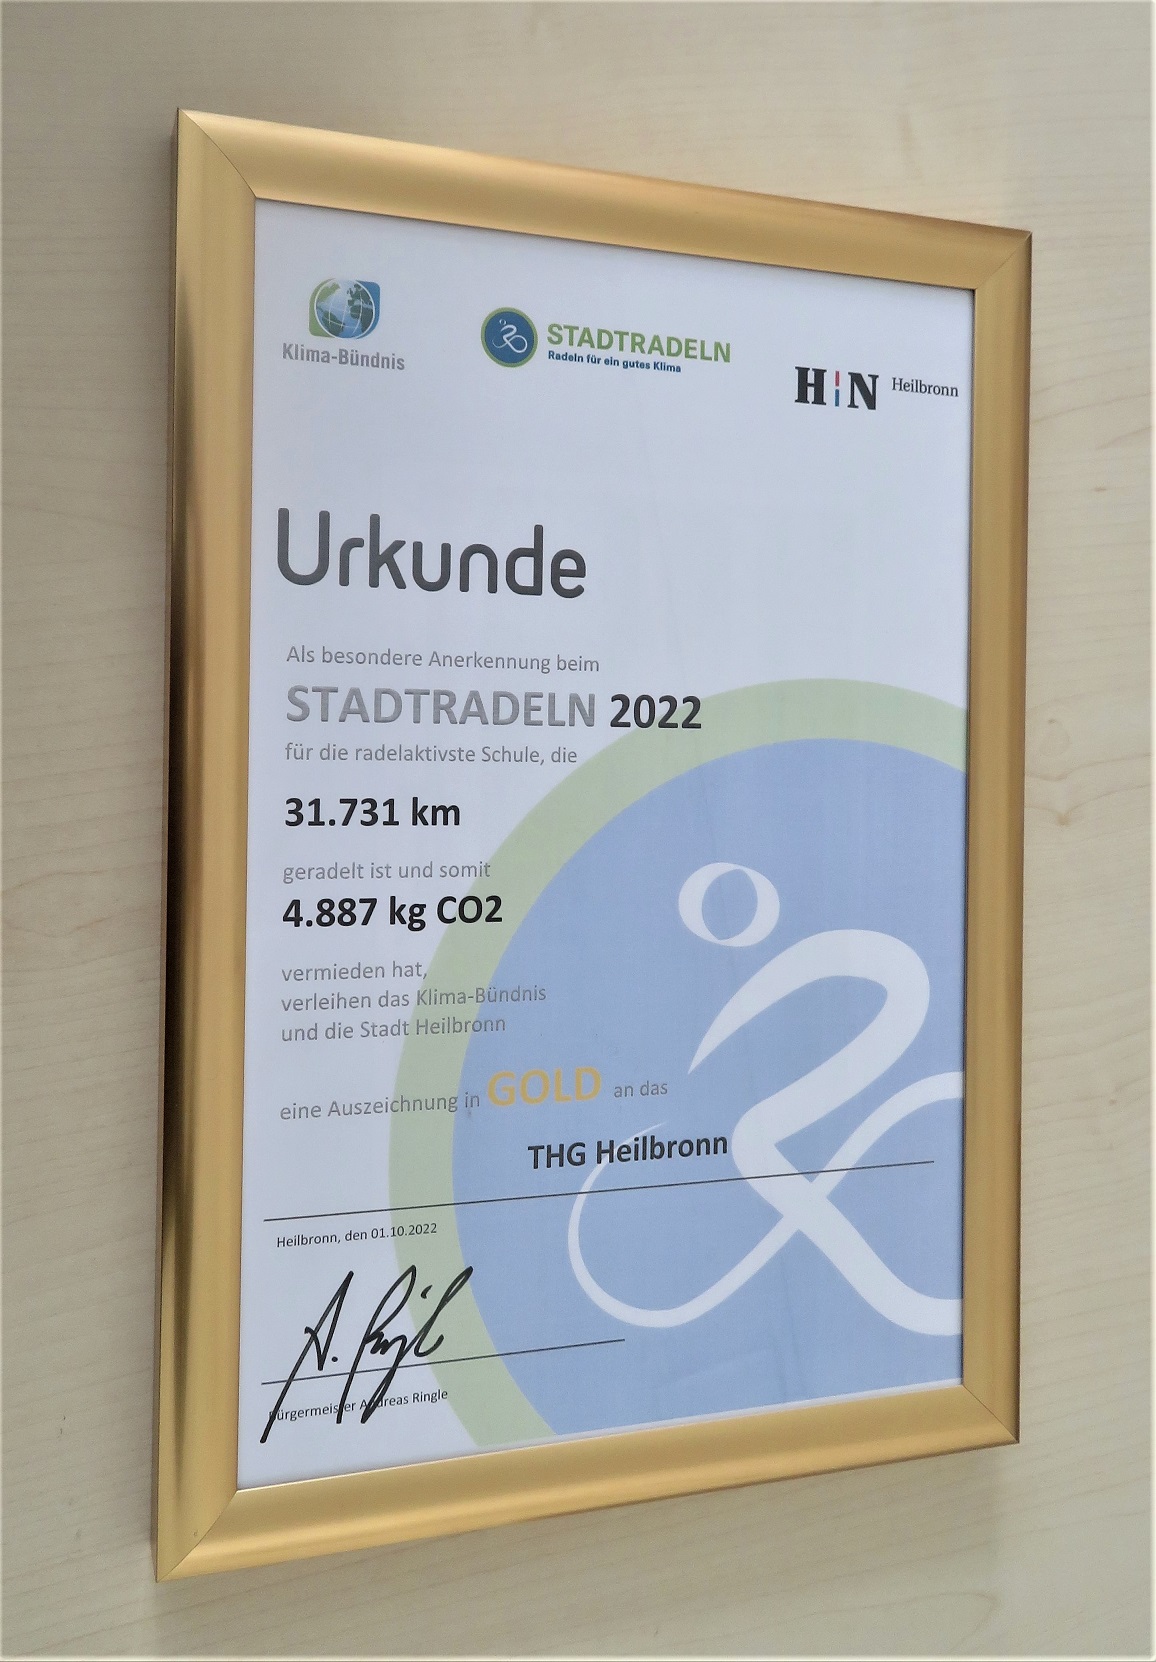 Klima-Bündnis
STADTRADELN
Radeln für ein gutes Klima
H¦N Heilbronn
Urkunde
Als besondere Anerkennung beim
STADTRADELN 2022
für die radelaktivste Schule, die
31.731 km
geradelt ist und somit
4.887 kg CO2
vermieden hat,
verleihen das Klima-Bündnis
und die Stadt Heilbronn
eine Auszeichnung in GOLD an das
THG Heilbronn
Heilbronn, den 01.10.2022
A. Ringle
Bürgermeister Andreas Ringle